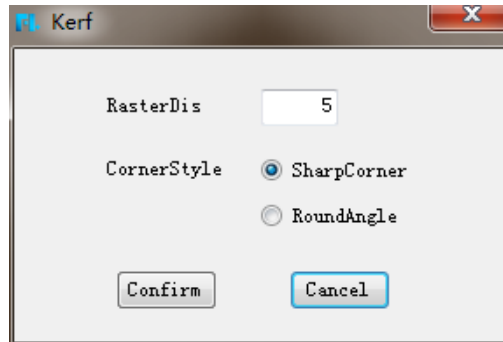 Kerf
RasterDis 5
CornerStyle SharpCorner
RoundAngle
Confirm Cancel